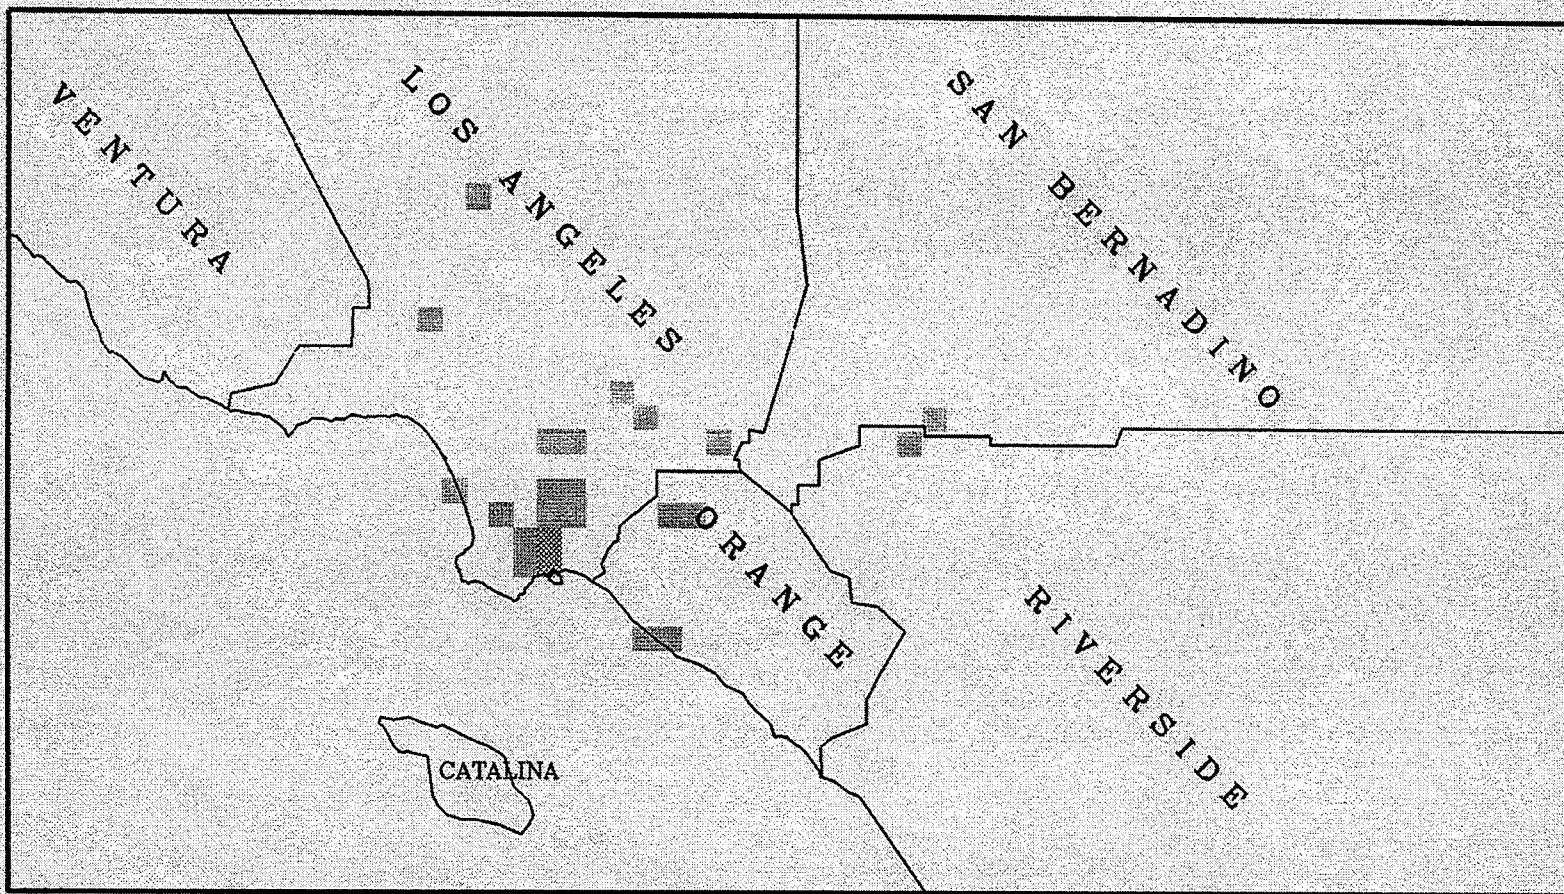 VENTURA
LOS ANGELES
SAN BERNADINO
ORANGE
RIVERSIDE
CATALINA